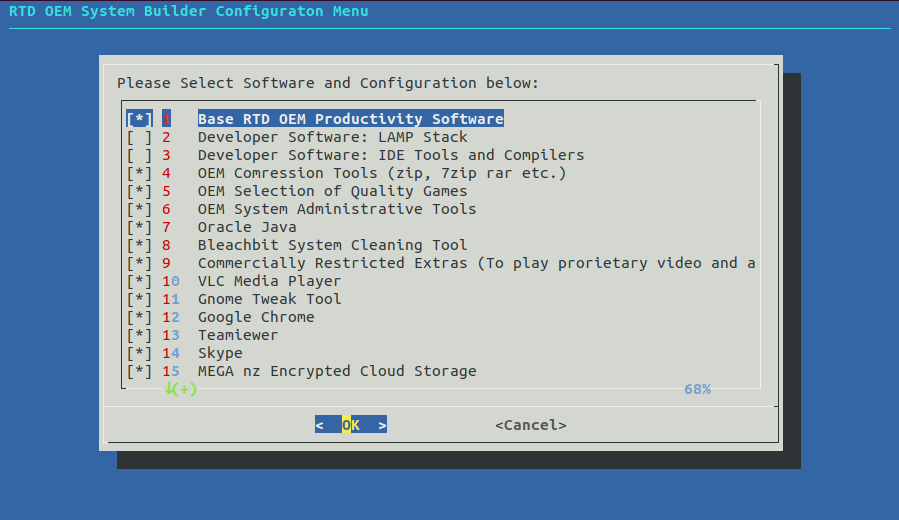 RTD OEM System Builder Configuraton Menu
Please Select Software and Configuration below:
[*] 1 Base RTD OEM Productivity Software
[ ] 2 Developer Software: LAMP Stack
[ ] 3 Developer Software: IDE Tools and Compilers
[*] 4 OEM Comression Tools (zip, 7zip rar etc.)
[*] 5 OEM Selection of Quality Games
[*] 6 OEM System Administrative Tools
[*] 7 Oracle Java
[*] 8 Bleachbit System Cleaning Tool
[*] 9 Commercially Restricted Extras (To play prorietary video and a
[*] 10 VLC Media Player
[*] 11 Gnome Tweak Tool
[*] 12 Google Chrome
[*] 13 Teamiewer
[*] 14 Skype
[*] 15 MEGA nz Encrypted Cloud Storage
↓(+) 68%
< OK > <Cancel>